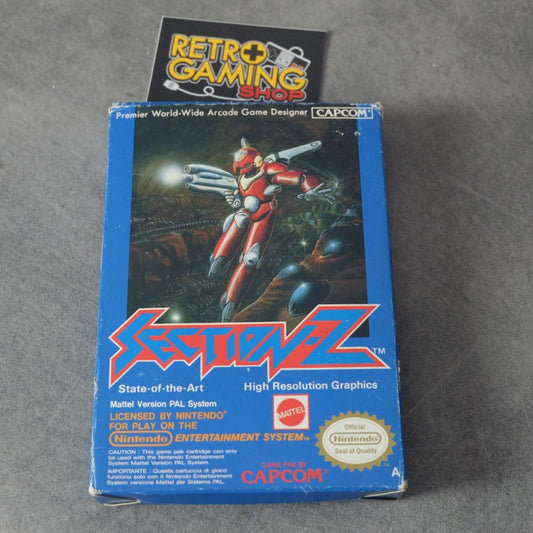 RETRO
GAMING
SHOP
Premier World-Wide Arcade Game Designer CAPCOM®
SECTION-Z™
State-of-the-Art High Resolution Graphics
Mattel Version PAL System
LICENSED BY NINTENDO®
FOR PLAY ON THE
Nintendo ENTERTAINMENT SYSTEM™
MATTEL
Official
Nintendo®
Seal of Quality
CAUTION : This game pak cartridge can only
be used with the Nintendo Entertainment
System Mattel Version PAL System.
IMPORTANTE : Questa cartuccia di gioco
funziona solo con il Nintendo Entertainment
System versione Mattel per Sistema PAL.
GAME PAK BY
CAPCOM®
A